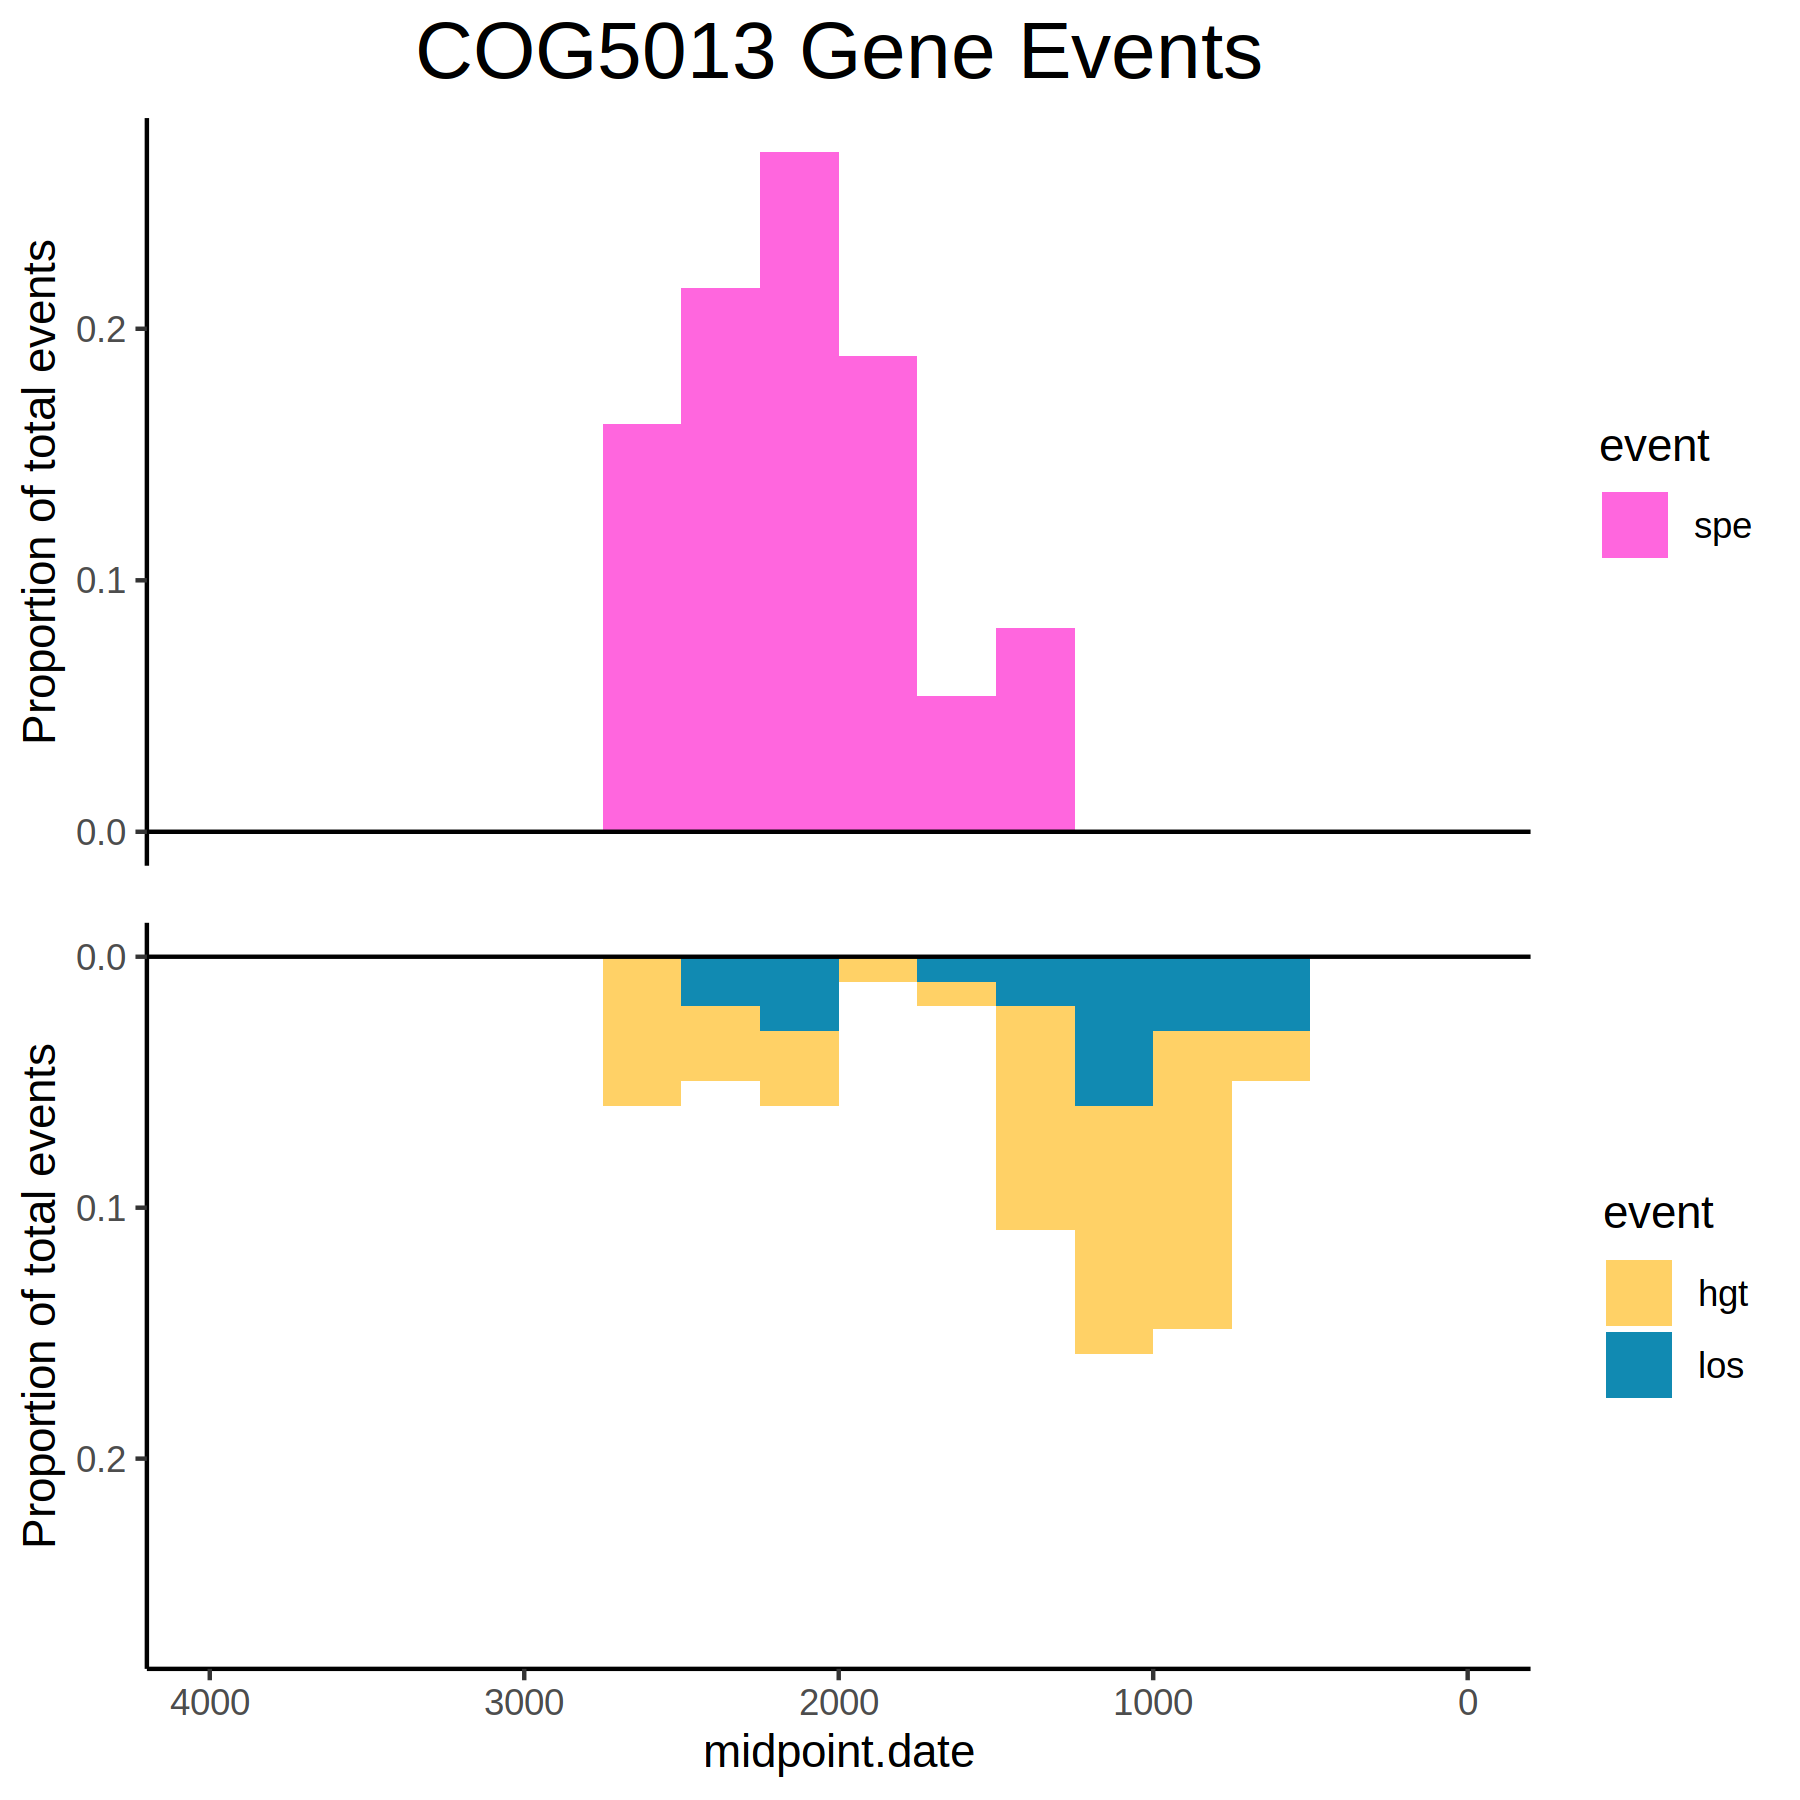 COG5013 Gene Events
Proportion of total events
0.2
0.1
0.0
event
spe
Proportion of total events
0.0
0.1
0.2
event
hgt
los
4000 3000 2000 1000 0
midpoint.date